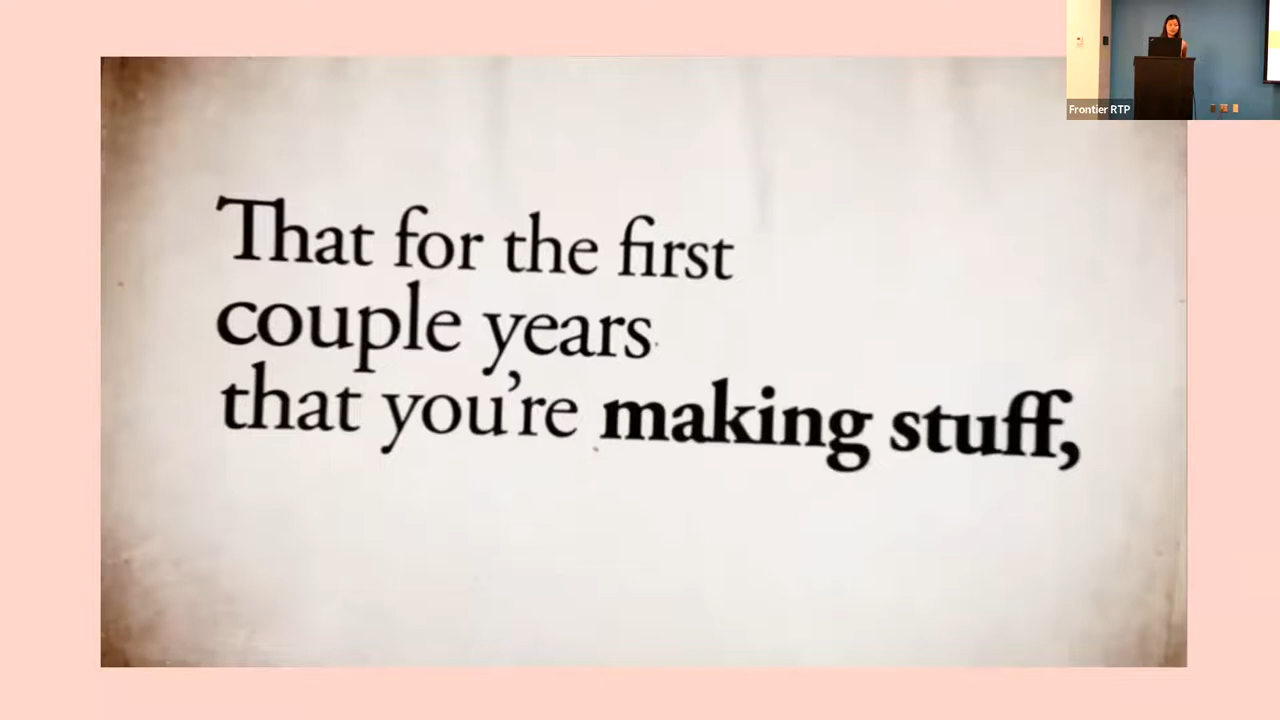 That for the first
couple years
that you’re making stuff,
Frontier RTP